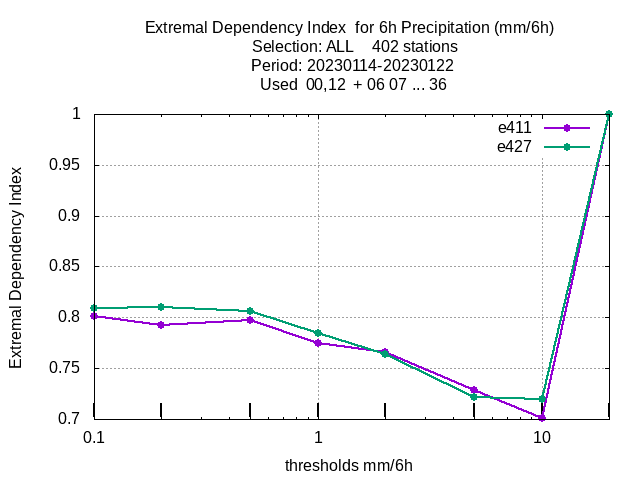 Extremal Dependency Index  for 6h Precipitation (mm/6h)
Selection: ALL    402 stations
Period: 20230114-20230122
Used  00,12  + 06 07 ... 36
e411
e427
1
0.95
0.9
0.85
0.8
0.75
0.7
Extremal Dependency Index
0.1 1 10
thresholds mm/6h